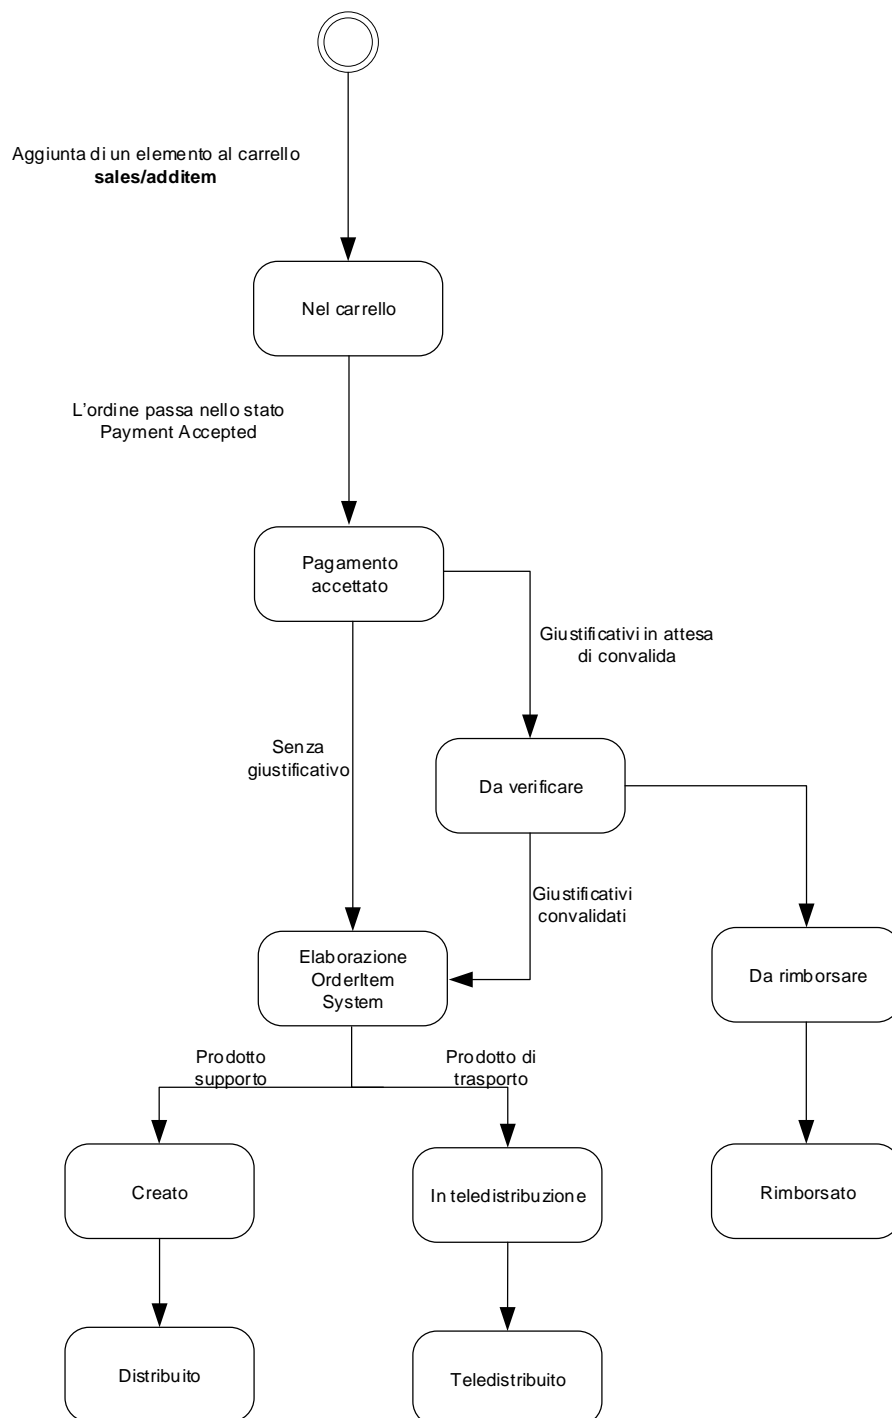 Aggiunta di un elemento al carrello
sales/additem
Nel carrello
L'ordine passa nello stato
Payment Accepted
Pagamento
accettato
Giustificativi in attesa
di convalida
Senza
giustificativo
Da verificare
Giustificativi
convalidati
Elaborazione
OrderItem
System
Da rimborsare
Prodotto
supporto
Prodotto di
trasporto
Creato
In teledistribuzione
Rimborsato
Distribuito
Teledistribuito